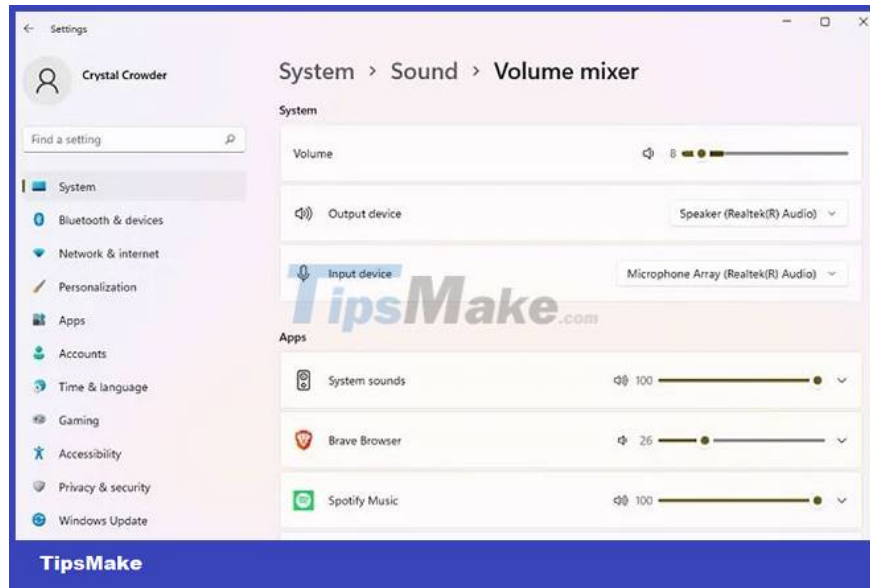 Settings
Crystal Crowder
Find a setting
System
Bluetooth & devices
Network & internet
Personalization
Apps
Accounts
Time & language
Gaming
Accessibility
Privacy & security
Windows Update
System > Sound > Volume mixer
System
Volume 8
Output device Speaker (Realtek(R) Audio)
Input device Microphone Array (Realtek(R) Audio)
TipsMake.com
Apps
System sounds 100
Brave Browser 26
Spotify Music 100
TipsMake